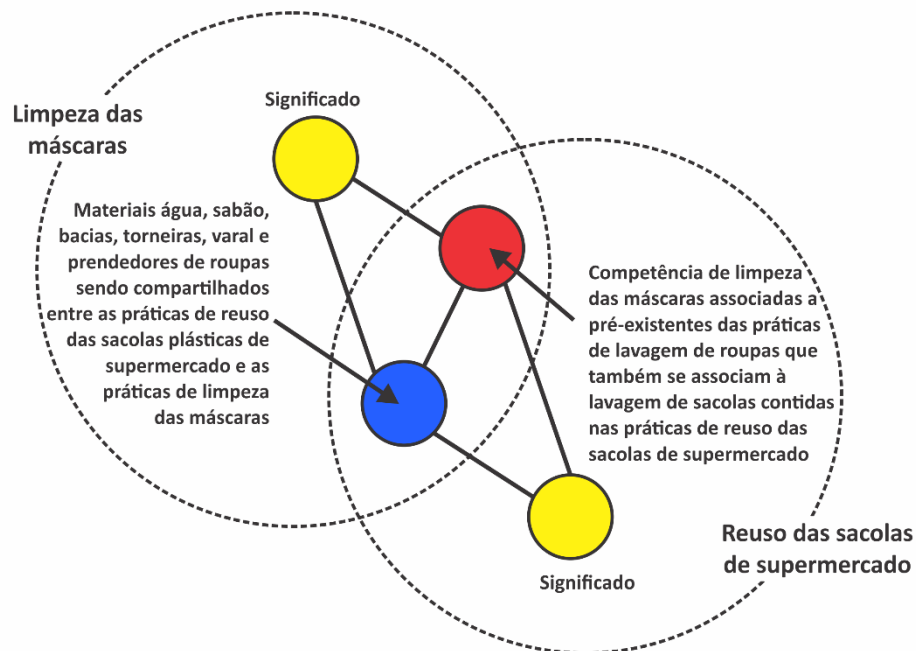 Limpeza das
máscaras
Significado
Materiais água, sabão,
bacias, torneiras, varal e
prendedores de roupas
sendo compartilhados
entre as práticas de reuso
das sacolas plásticas de
supermercado e as
práticas de limpeza
das máscaras
Competência de limpeza
das máscaras associadas a
pré-existentes das práticas
de lavagem de roupas que
também se associam à
lavagem de sacolas contidas
nas práticas de reuso das
sacolas de supermercado
Significado
Reuso das sacolas
de supermercado